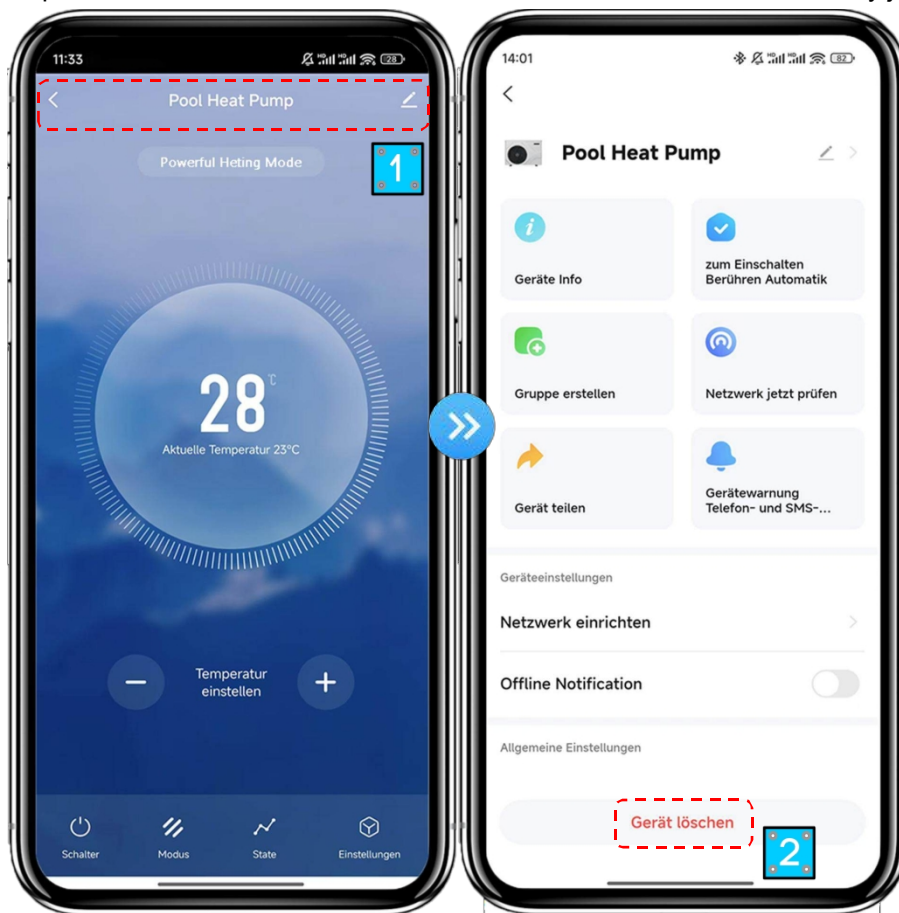 11:33
28
Pool Heat Pump
Powerful Heting Mode
1
28℃
Aktuelle Temperatur 23°C
Temperatur
einstellen
Schalter
Modus
State
Einstellungen
14:01
82
Pool Heat Pump
Geräte Info
zum Einschalten
Berühren Automatik
Gruppe erstellen
Netzwerk jetzt prüfen
Gerät teilen
Gerätewarnung
Telefon- und SMS-...
Geräteeinstellungen
Netzwerk einrichten
Offline Notification
Allgemeine Einstellungen
Gerät löschen
2